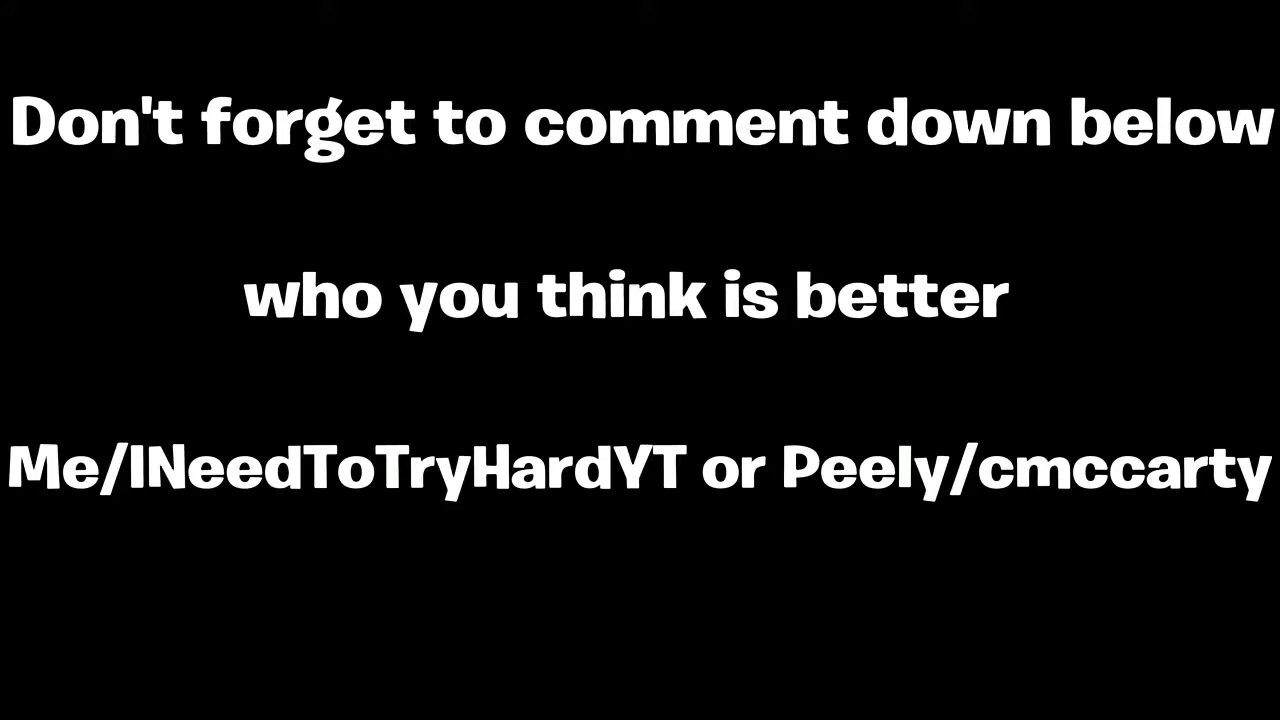 Don't forget to comment down below
who you think is better
Me/INeedToTryHardYT or Peely/cmccarty